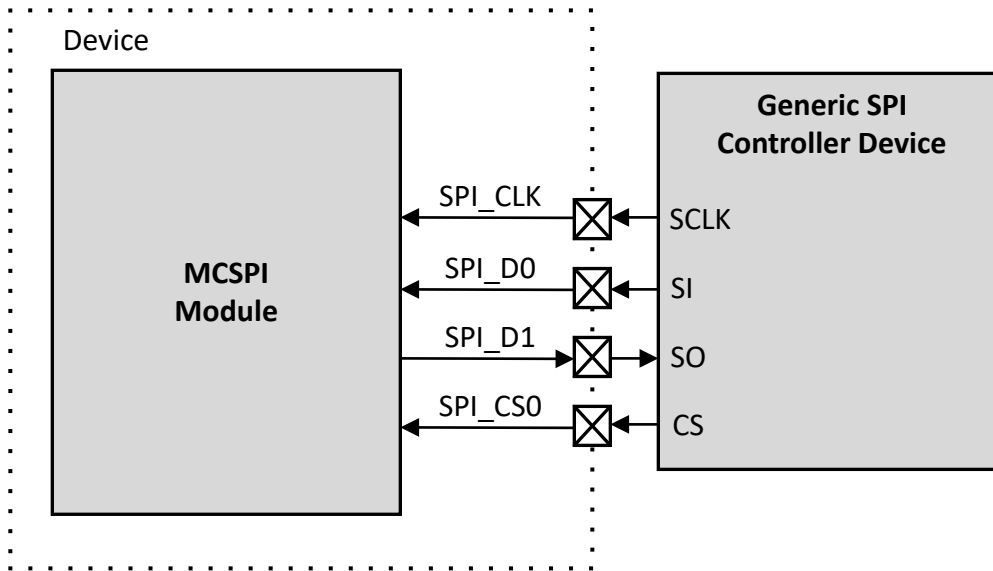 Device
Generic SPI
Controller Device
SPI_CLK
SCLK
MCSPI
Module
SPI_D0
SI
SPI_D1
SO
SPI_CS0
CS